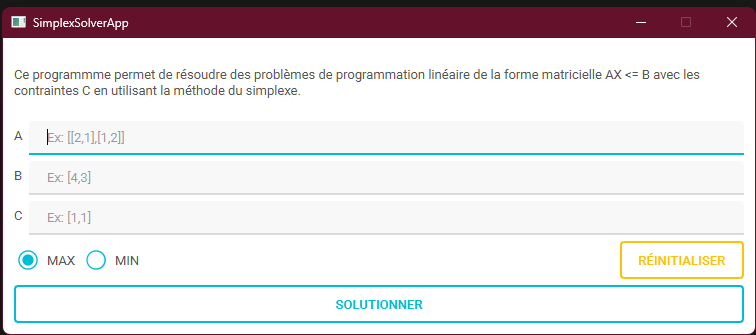 SimplexSolverApp
Ce programmme permet de résoudre des problèmes de programmation linéaire de la forme matricielle AX <= B avec les
contraintes C en utilisant la méthode du simplexe.
A Ex: [[2,1],[1,2]]
B Ex: [4,3]
C Ex: [1,1]
MAX MIN RÉINITIALISER
SOLUTIONNER